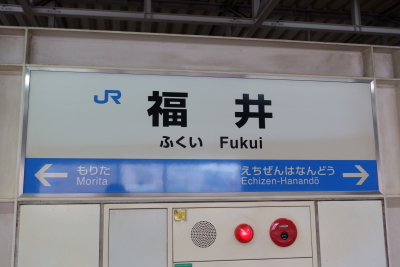 JR 福井
ふくい Fukui
もりた えちぜんはなんどう
Morita Echizen-Hanandō